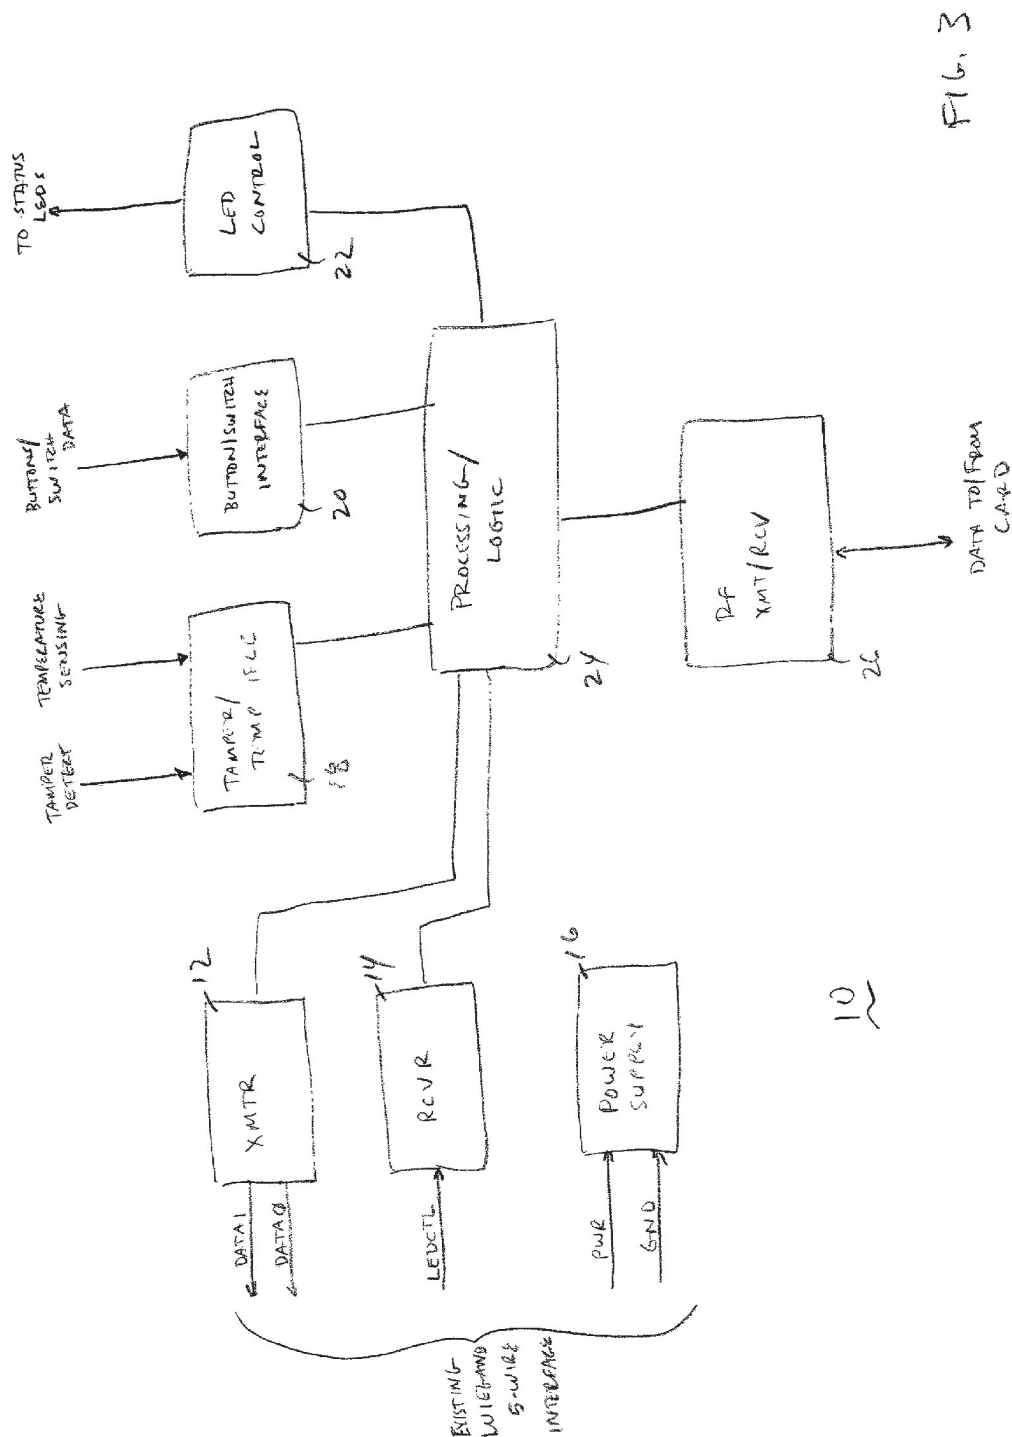 TAMPER
DETECT
TEMPERATURE
SENSING
BUTTONS/
SWITCH
DATA
TO STATUS
LEDS
TAMPER/
TEMP IFCC
18
BUTTON/SWITCH
INTERFACE
20
LED
CONTROL
22
DATA1
DATA0
XMTR
12
LEDCTL
RCVR
14
PROCESSING/
LOGIC
24
EXISTING
WIEGAND
5-WIRE
INTERFACE
PWR
GND
POWER
SUPPLY
16
RF
XMT/RCV
26
DATA TO/FROM
CARD
10
FIG. 3